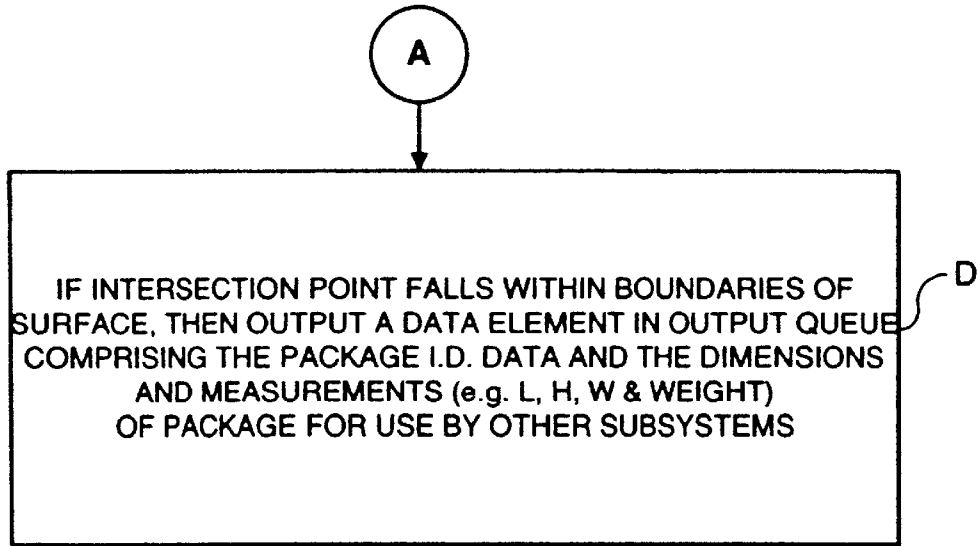 A
IF INTERSECTION POINT FALLS WITHIN BOUNDARIES OF
SURFACE, THEN OUTPUT A DATA ELEMENT IN OUTPUT QUEUE
COMPRISING THE PACKAGE I.D. DATA AND THE DIMENSIONS
AND MEASUREMENTS (e.g. L, H, W & WEIGHT)
OF PACKAGE FOR USE BY OTHER SUBSYSTEMS
D